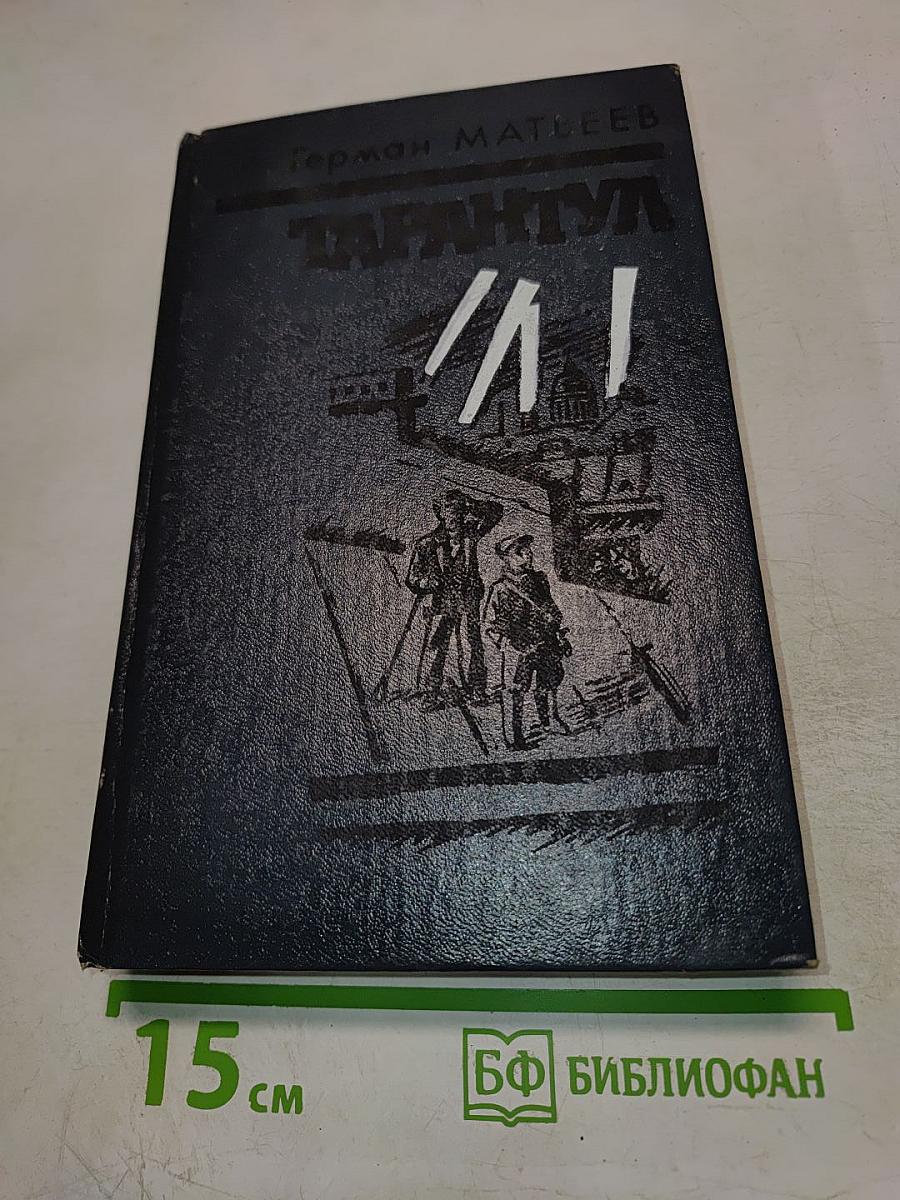 Герман МАТВЕЕВ
ТАРАНТУЛ
15 см
БФ БИБЛИОФАН